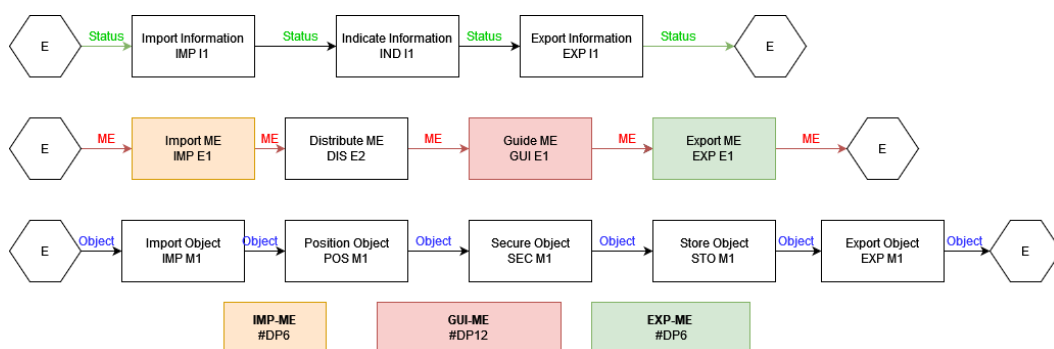 E
Status
Import Information
IMP I1
Status
Indicate Information
IND I1
Status
Export Information
EXP I1
Status
E
E
ME
Import ME
IMP E1
ME
Distribute ME
DIS E2
ME
Guide ME
GUI E1
ME
Export ME
EXP E1
ME
E
E
Object
Import Object
IMP M1
Object
Position Object
POS M1
Object
Secure Object
SEC M1
Object
Store Object
STO M1
Object
Export Object
EXP M1
Object
E
IMP-ME
#DP6
GUI-ME
#DP12
EXP-ME
#DP6